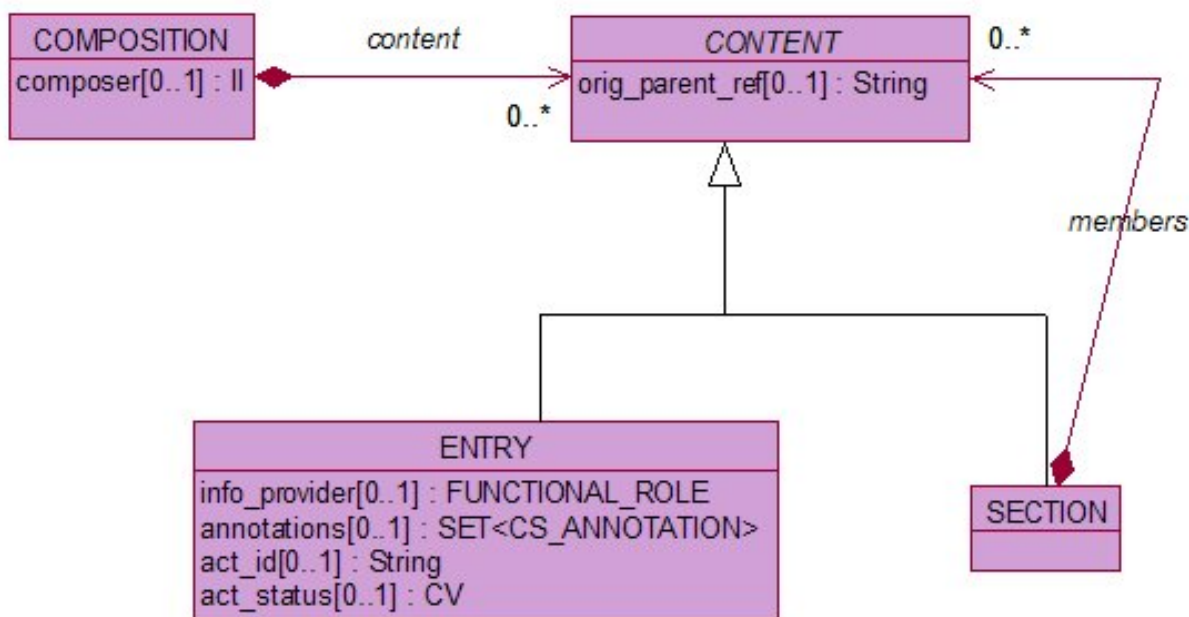 COMPOSITION
composer[0..1] : II
content
0..*
CONTENT
orig_parent_ref[0..1] : String
0..*
members
ENTRY
info_provider[0..1] : FUNCTIONAL_ROLE
annotations[0..1] : SET<CS_ANNOTATION>
act_id[0..1] : String
act_status[0..1] : CV
SECTION